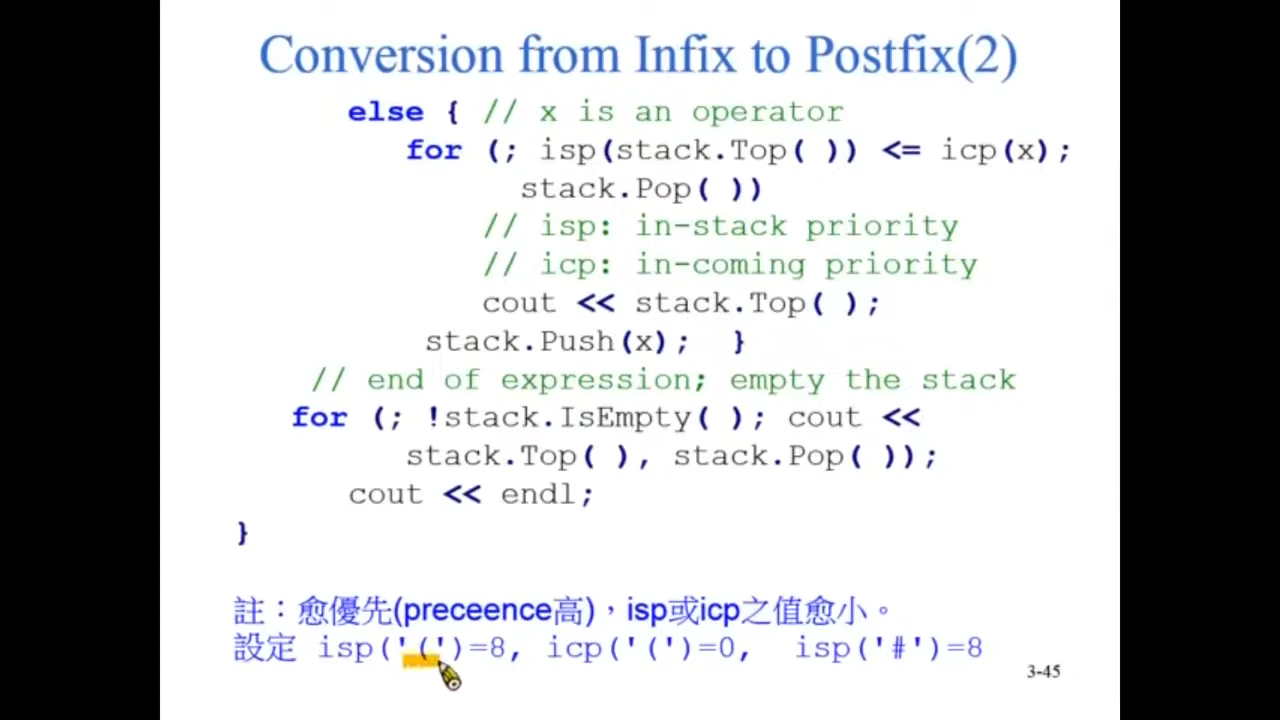 Conversion from Infix to Postfix(2)
else { // x is an operator
for (; isp(stack.Top( )) <= icp(x);
stack.Pop( ))
// isp: in-stack priority
// icp: in-coming priority
cout << stack.Top( );
stack.Push(x); }
// end of expression; empty the stack
for (; !stack.IsEmpty( ); cout <<
stack.Top( ), stack.Pop( ));
cout << endl;
}
註：愈優先(preceence高)，isp或icp之值愈小。
設定 isp('(')=8, icp('(')=0, isp('#')=8
3-45